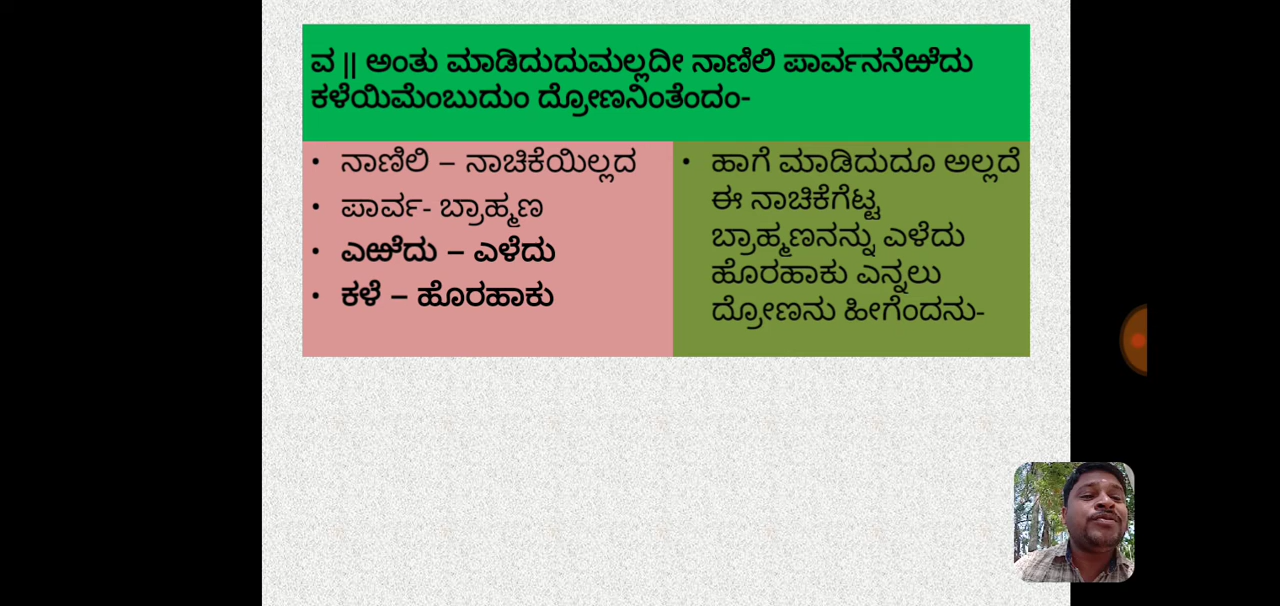 ವ || ಅಂತು ಮಾಡಿದುದುಮಲ್ಲದೀ ನಾಣಿಲಿ ಪಾರ್ವನನೆಱೆದು
ಕಳೆಯಿಮೆಂಬುದುಂ ದ್ರೋಣನಿಂತೆಂದಂ-
• ನಾಣಿಲಿ – ನಾಚಿಕೆಯಿಲ್ಲದ
• ಪಾರ್ವ- ಬ್ರಾಹ್ಮಣ
• ಎಱೆದು – ಎಳೆದು
• ಕಳೆ – ಹೊರಹಾಕು
• ಹಾಗೆ ಮಾಡಿದುದೂ ಅಲ್ಲದೆ
ಈ ನಾಚಿಕೆಗೆಟ್ಟ
ಬ್ರಾಹ್ಮಣನನ್ನು ಎಳೆದು
ಹೊರಹಾಕು ಎನ್ನಲು
ದ್ರೋಣನು ಹೀಗೆಂದನು-